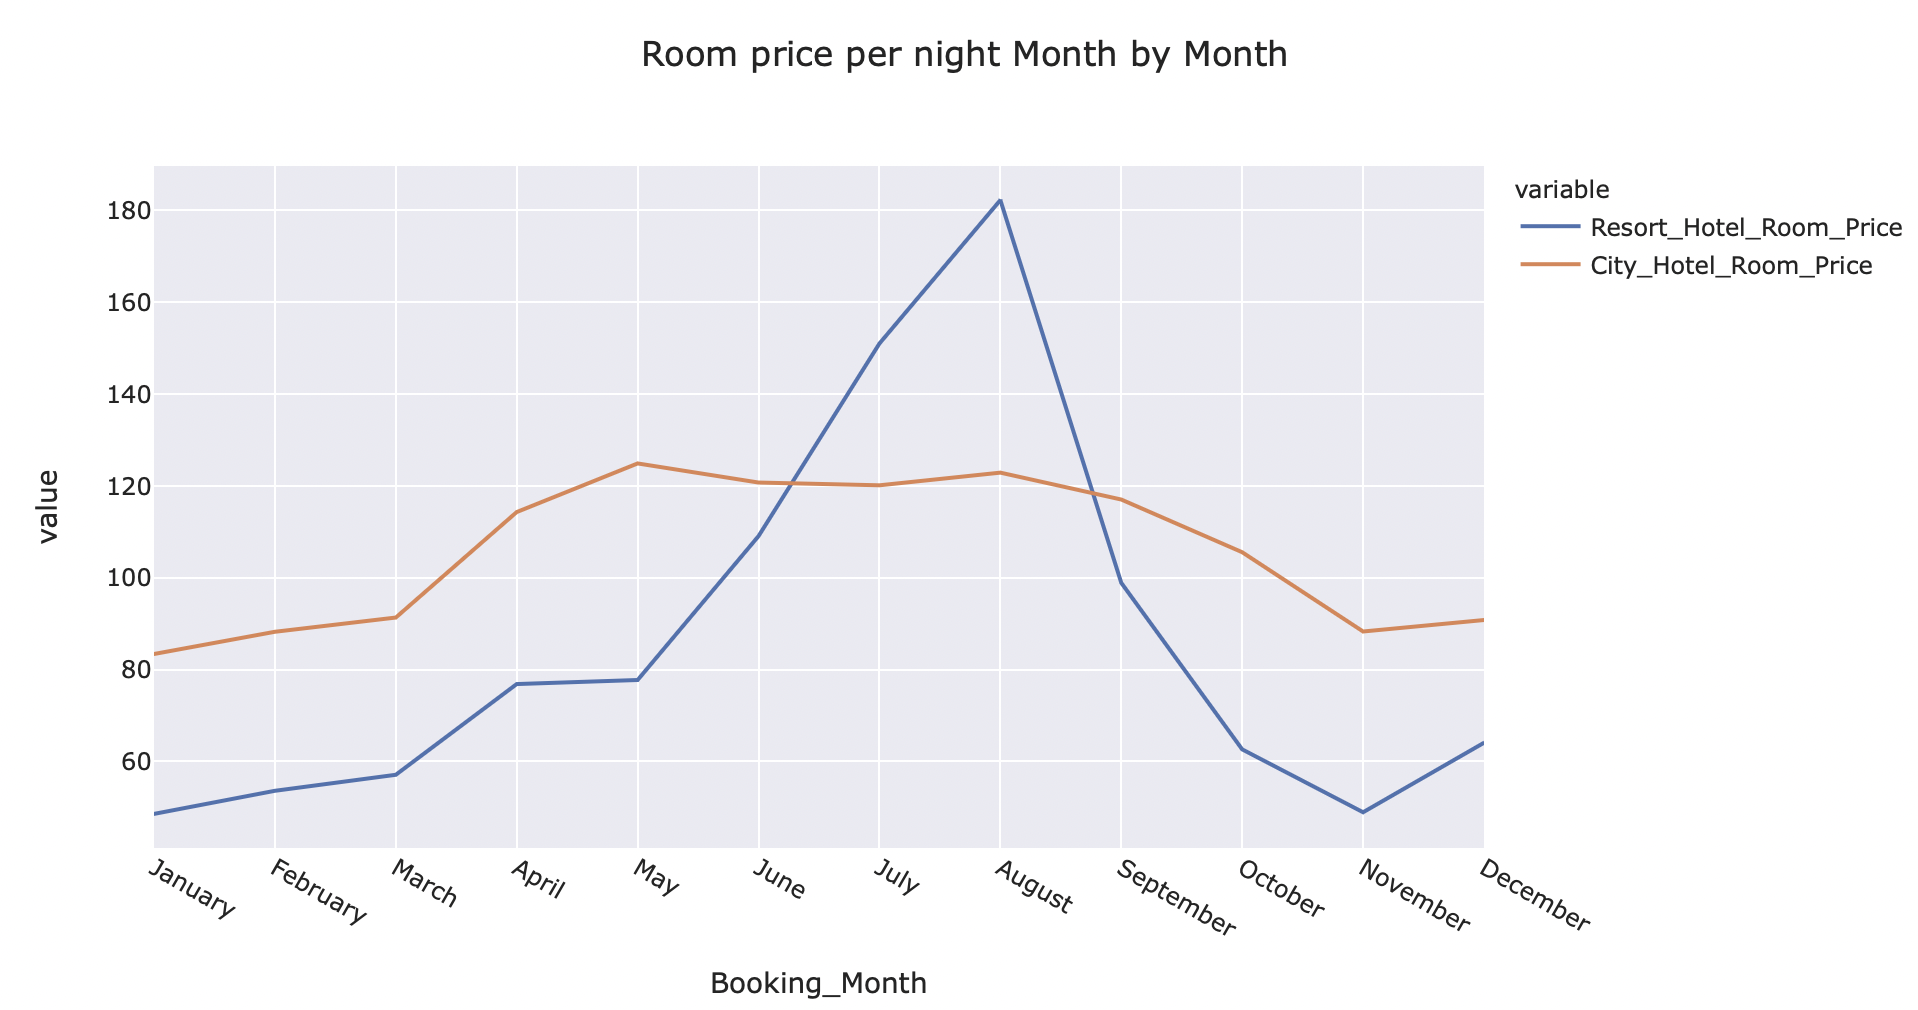 Room price per night Month by Month
variable
Resort_Hotel_Room_Price
City_Hotel_Room_Price
value
180
160
140
120
100
80
60
January
February
March
April
May
June
July
August
September
October
November
December
Booking_Month